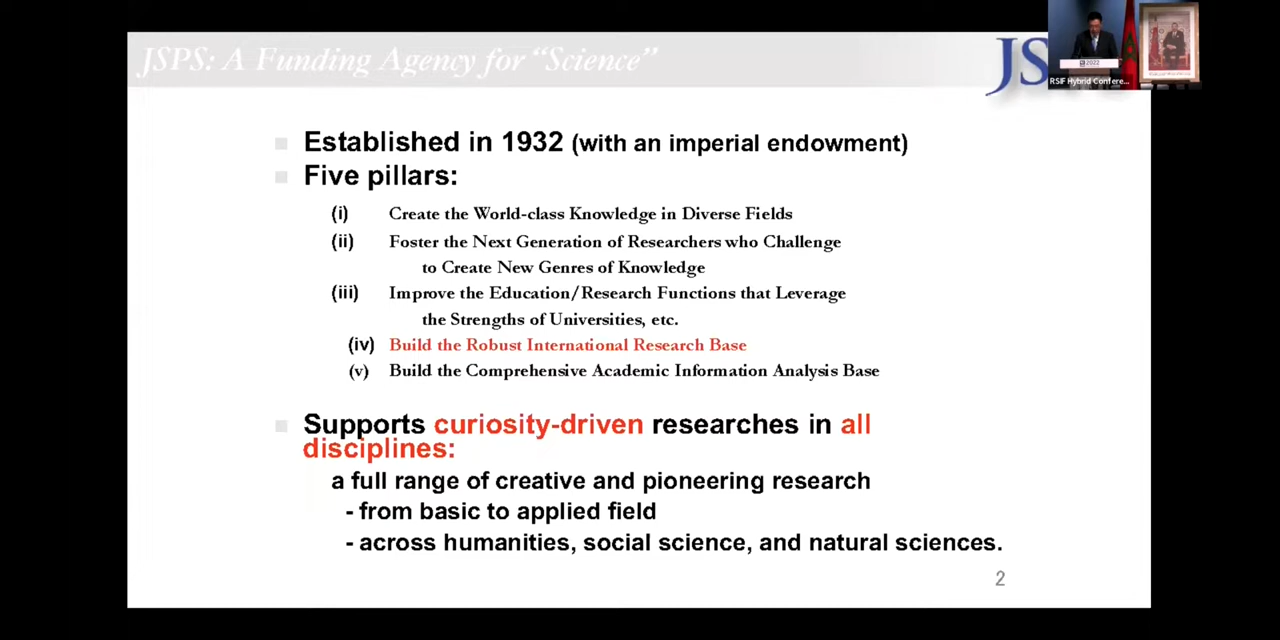 JSPS: A Funding Agency for “Science”
JS
2022
RSIF Hybrid Confere...
Established in 1932 (with an imperial endowment)
Five pillars:
(i) Create the World-class Knowledge in Diverse Fields
(ii) Foster the Next Generation of Researchers who Challenge
to Create New Genres of Knowledge
(iii) Improve the Education/Research Functions that Leverage
the Strengths of Universities, etc.
(iv) Build the Robust International Research Base
(v) Build the Comprehensive Academic Information Analysis Base
Supports curiosity-driven researches in all
disciplines:
a full range of creative and pioneering research
- from basic to applied field
- across humanities, social science, and natural sciences.
2